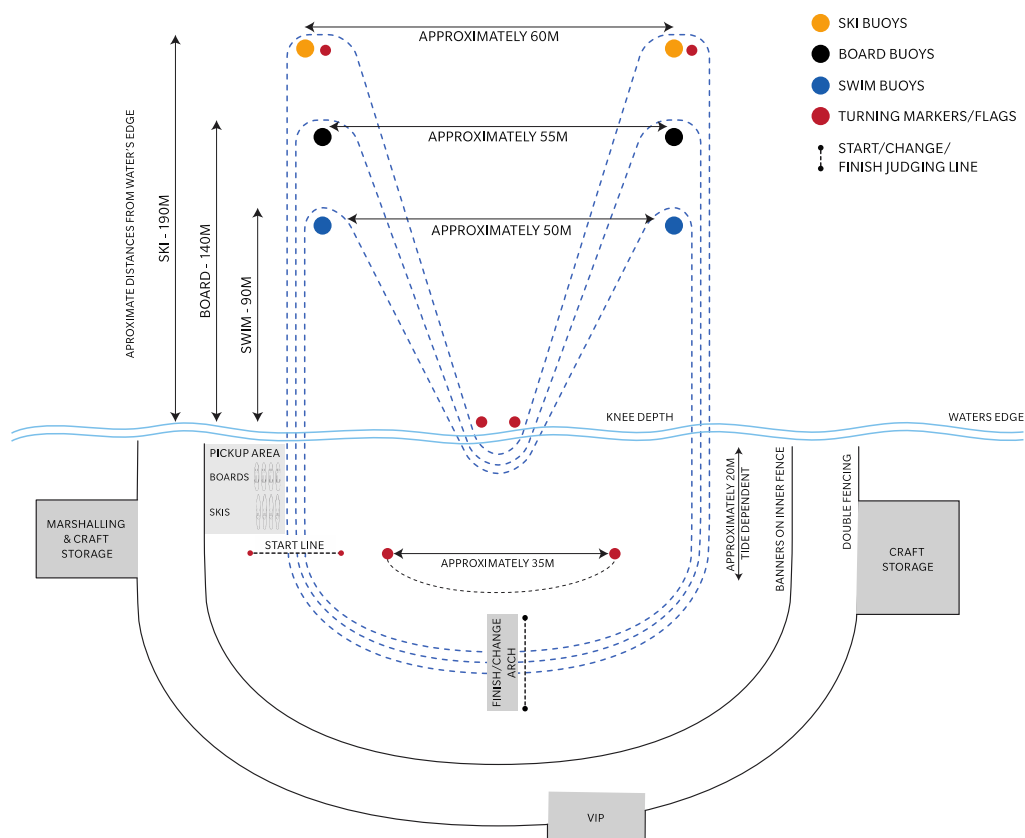 APPROXIMATELY 60M
SKI BUOYS
BOARD BUOYS
SWIM BUOYS
TURNING MARKERS/FLAGS
START/CHANGE/
FINISH JUDGING LINE
APROXIMATE DISTANCES FROM WATER'S EDGE
SKI - 190M
BOARD - 140M
SWIM - 90M
APPROXIMATELY 55M
APPROXIMATELY 50M
KNEE DEPTH
WATERS EDGE
PICKUP AREA
BOARDS
SKIS
MARSHALLING
& CRAFT
STORAGE
START LINE
APPROXIMATELY 35M
APPROXIMATELY 20M
TIDE DEPENDENT
BANNERS ON INNER FENCE
DOUBLE FENCING
CRAFT
STORAGE
FINISH/CHANGE
ARCH
VIP